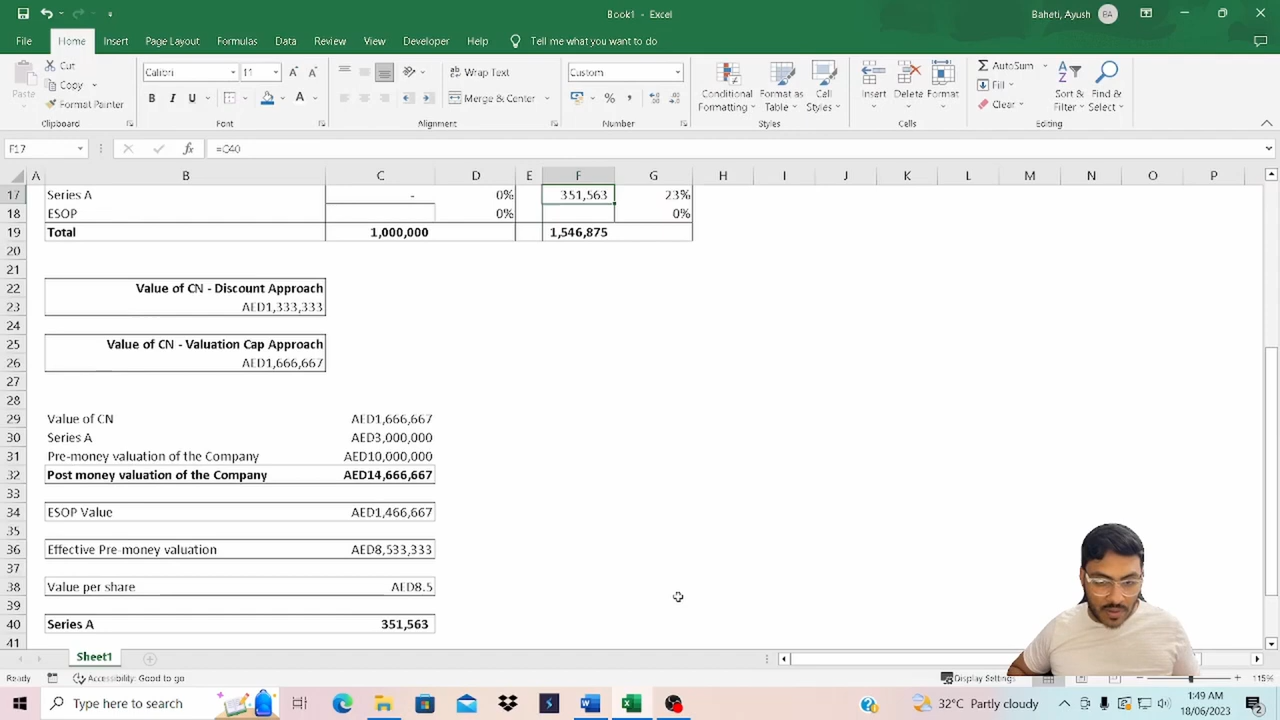 Book1 - Excel
Baheti, Ayush BA
File Home Insert Page Layout Formulas Data Review View Developer Help Tell me what you want to do
Paste Cut Copy Format Painter Clipboard
Calibri 11 A A B I U A Font
Wrap Text Merge & Center Alignment
Custom % , Number
Conditional Formatting Format as Table Cell Styles Styles
Insert Delete Format Cells
AutoSum Fill Clear Sort & Filter Find & Select Editing
F17 fx =C40
A B C D E F G H I J K L M N O P
17 Series A - 0% 351,563 23%
18 ESOP 0% 0%
19 Total 1,000,000 1,546,875
20
21
22 Value of CN - Discount Approach
23 AED1,333,333
24
25 Value of CN - Valuation Cap Approach
26 AED1,666,667
27
28
29 Value of CN AED1,666,667
30 Series A AED3,000,000
31 Pre-money valuation of the Company AED10,000,000
32 Post money valuation of the Company AED14,666,667
33
34 ESOP Value AED1,466,667
35
36 Effective Pre-money valuation AED8,533,333
37
38 Value per share AED8.5
39
40 Series A 351,563
41
Sheet1
Ready Accessibility: Good to go Display Settings 115%
Type here to search
32°C Partly cloudy
1:49 AM
18/06/2023
2